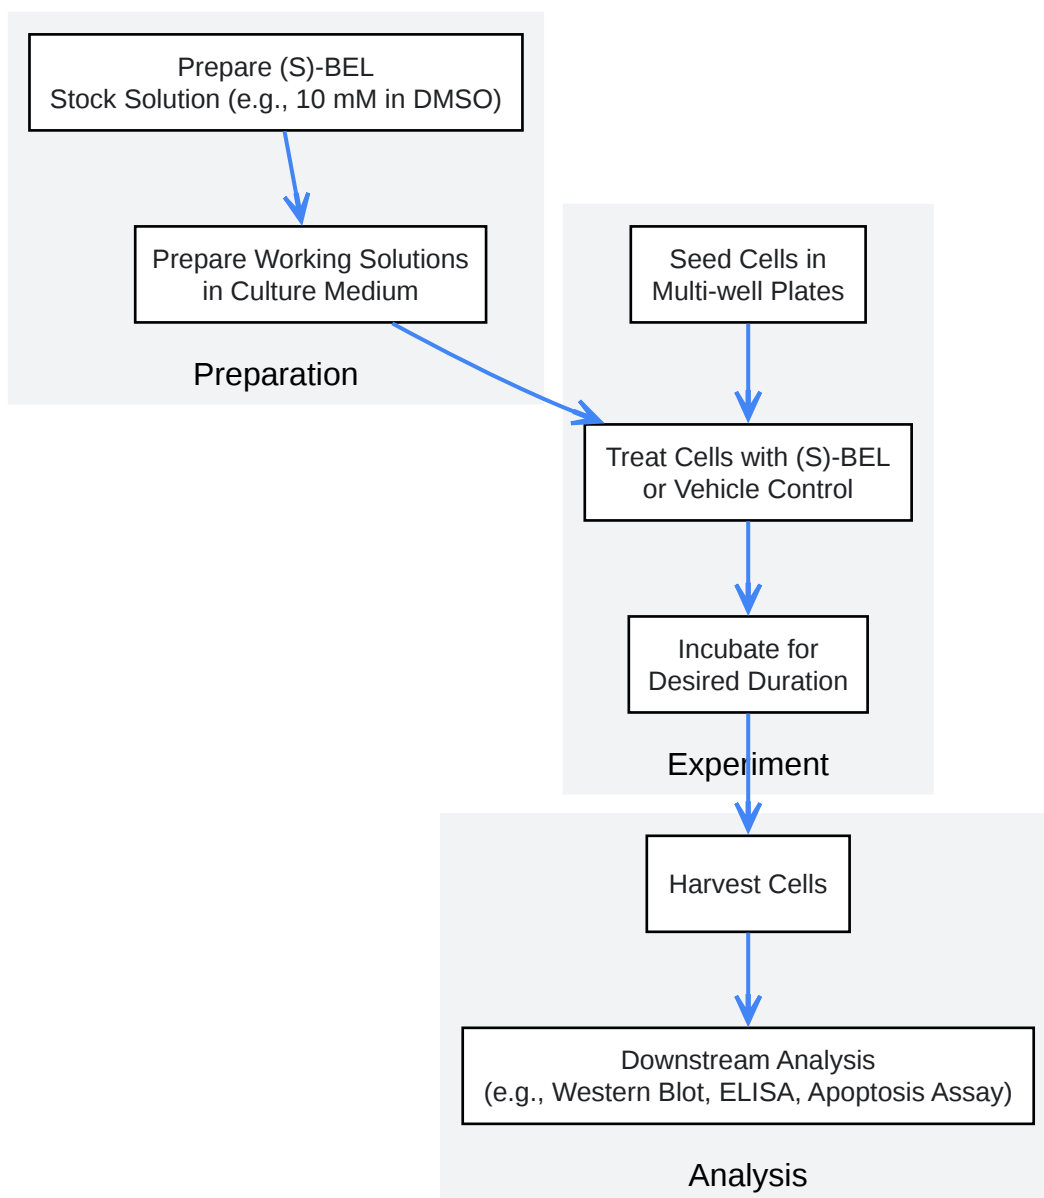 Prepare (S)-BEL
Stock Solution (e.g., 10 mM in DMSO)
Prepare Working Solutions
in Culture Medium
Preparation
Seed Cells in
Multi-well Plates
Treat Cells with (S)-BEL
or Vehicle Control
Incubate for
Desired Duration
Experiment
Harvest Cells
Downstream Analysis
(e.g., Western Blot, ELISA, Apoptosis Assay)
Analysis